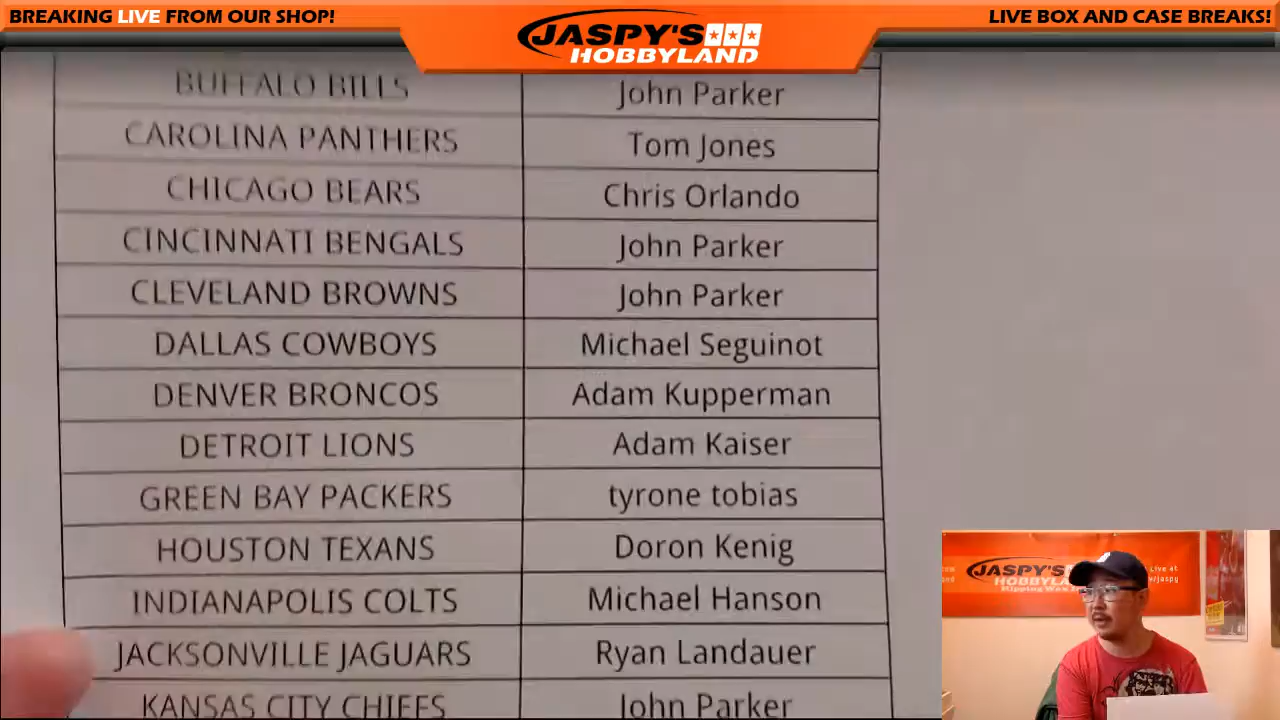 BREAKING LIVE FROM OUR SHOP!
JASPY'S
HOBBYLAND
LIVE BOX AND CASE BREAKS!
BUFFALO BILLS John Parker
CAROLINA PANTHERS Tom Jones
CHICAGO BEARS Chris Orlando
CINCINNATI BENGALS John Parker
CLEVELAND BROWNS John Parker
DALLAS COWBOYS Michael Seguinot
DENVER BRONCOS Adam Kupperman
DETROIT LIONS Adam Kaiser
GREEN BAY PACKERS tyrone tobias
HOUSTON TEXANS Doron Kenig
INDIANAPOLIS COLTS Michael Hanson
JACKSONVILLE JAGUARS Ryan Landauer
KANSAS CITY CHIEFS John Parker
JASPY'S
HOBBYLAND
Live at